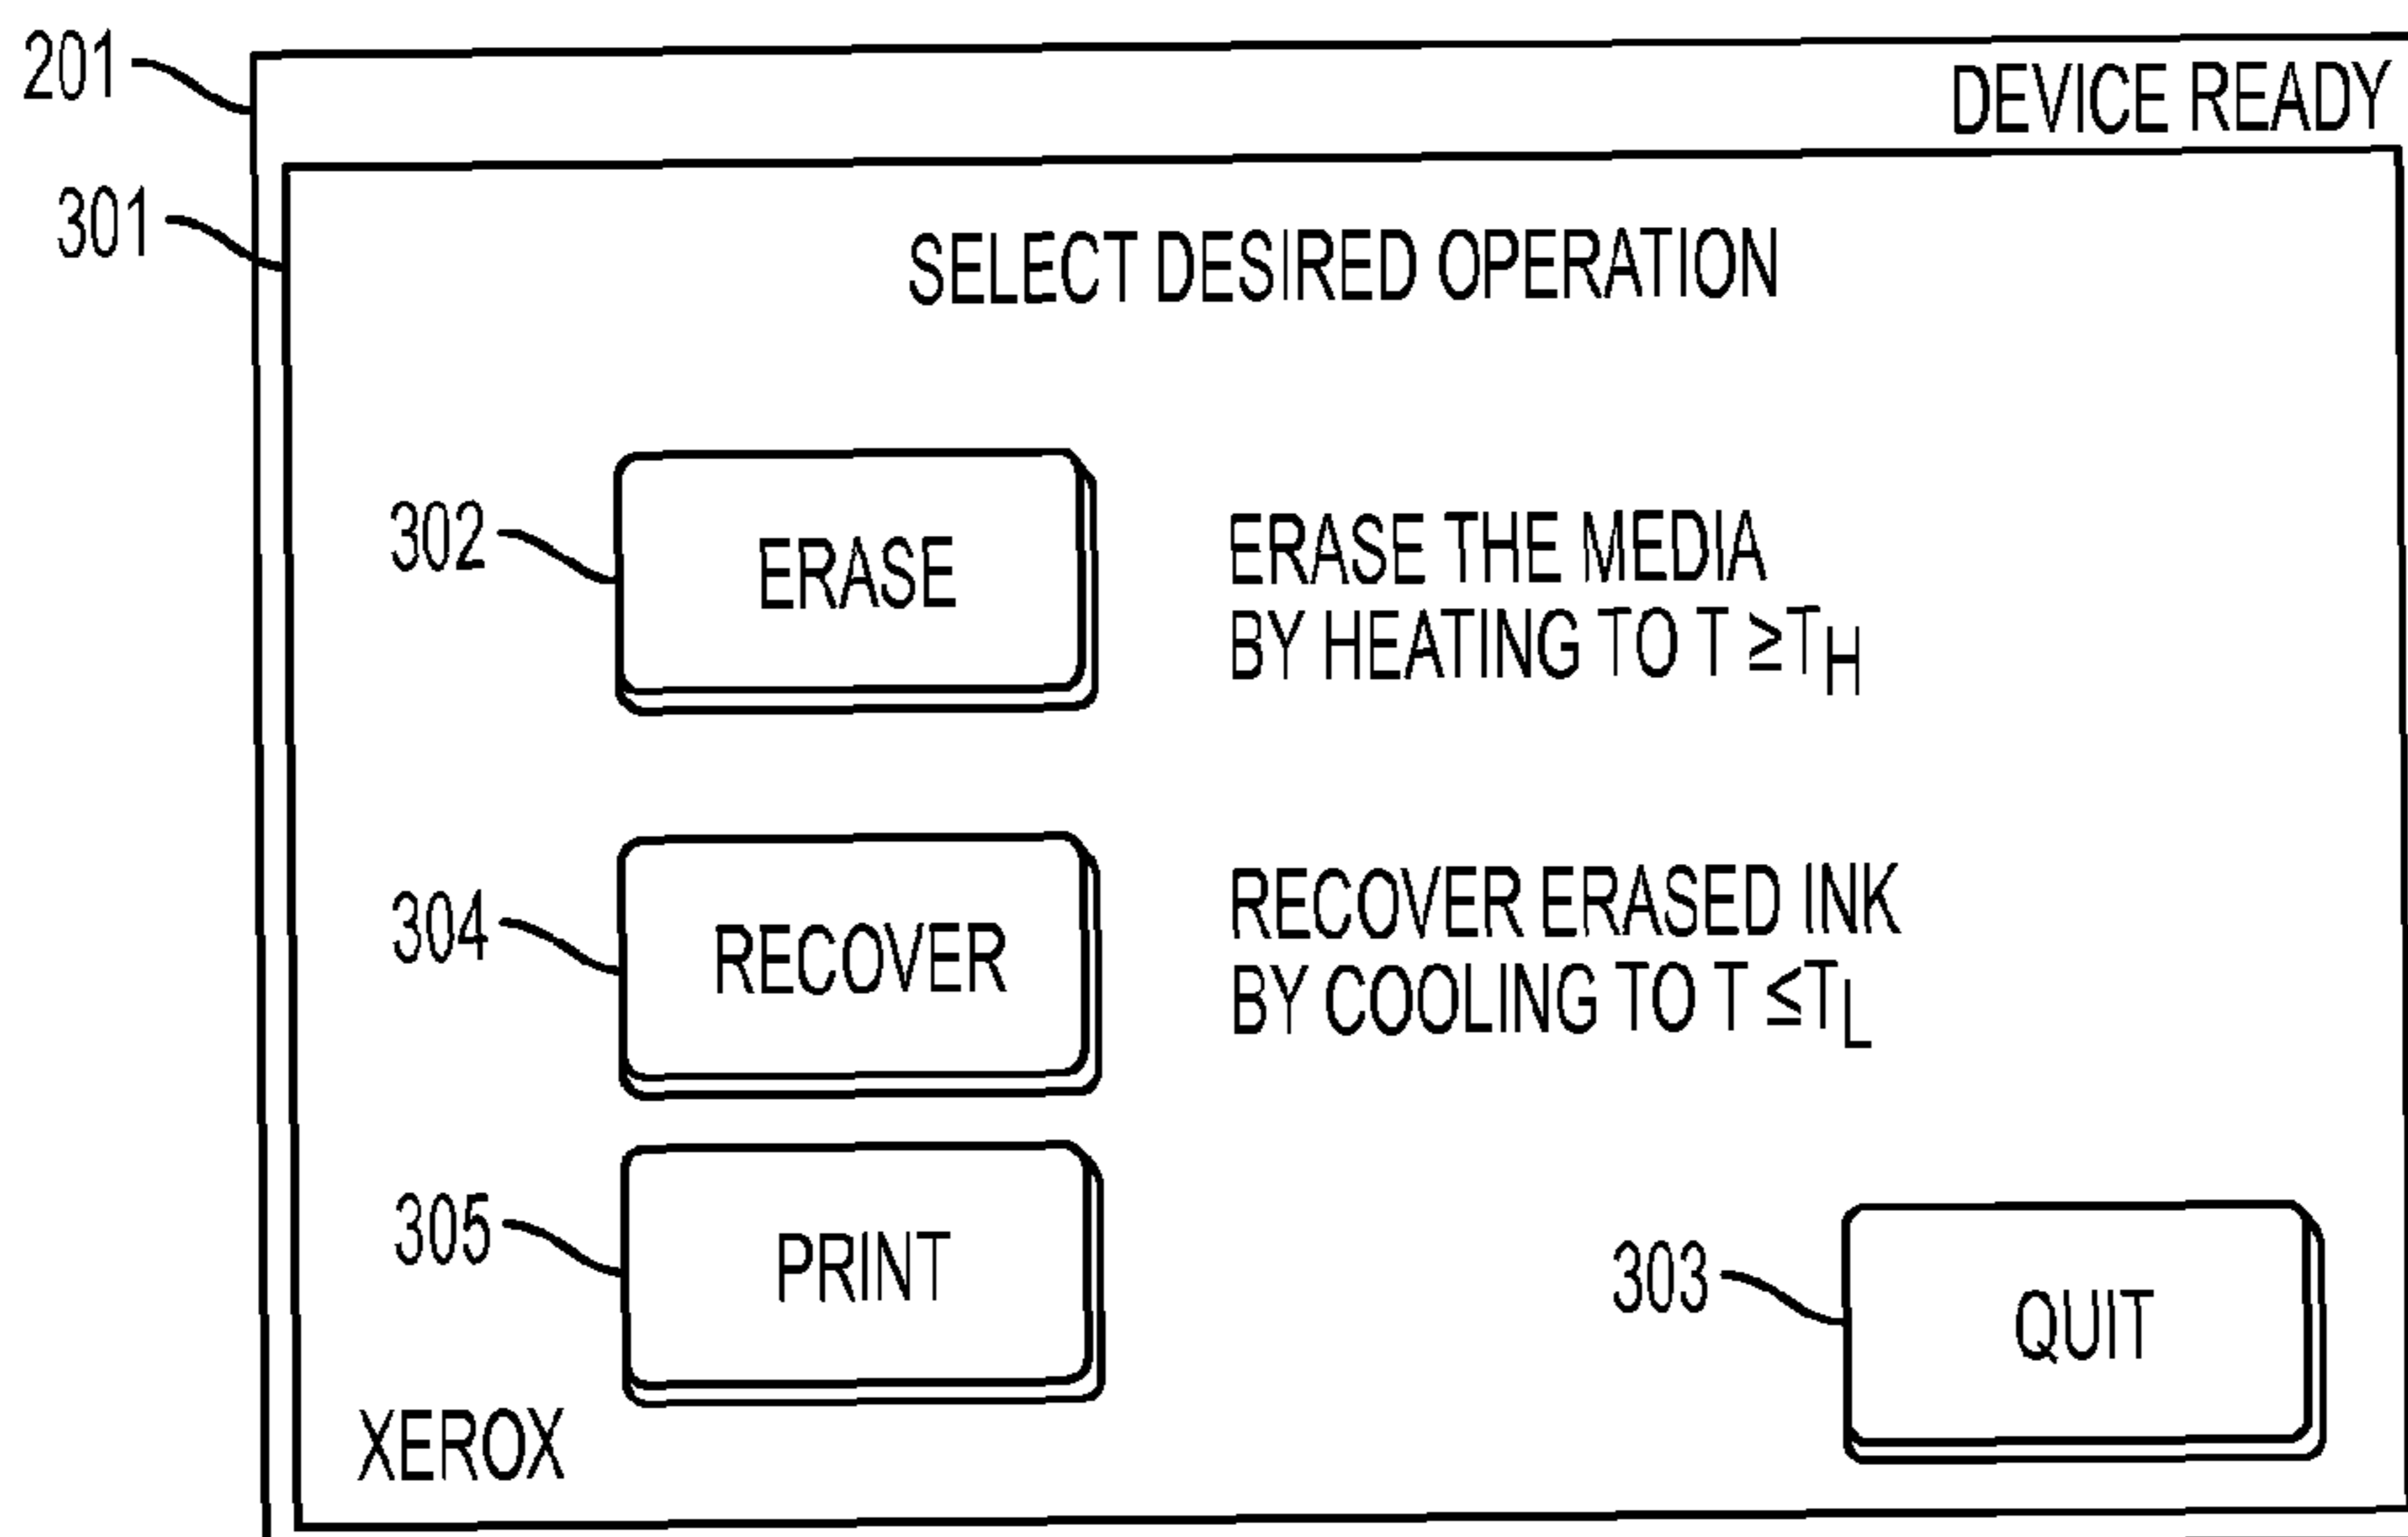 201
DEVICE READY
301
SELECT DESIRED OPERATION
302
ERASE
ERASE THE MEDIA
BY HEATING TO T ≥TH
304
RECOVER
RECOVER ERASED INK
BY COOLING TO T ≤TL
305
PRINT
303
QUIT
XEROX